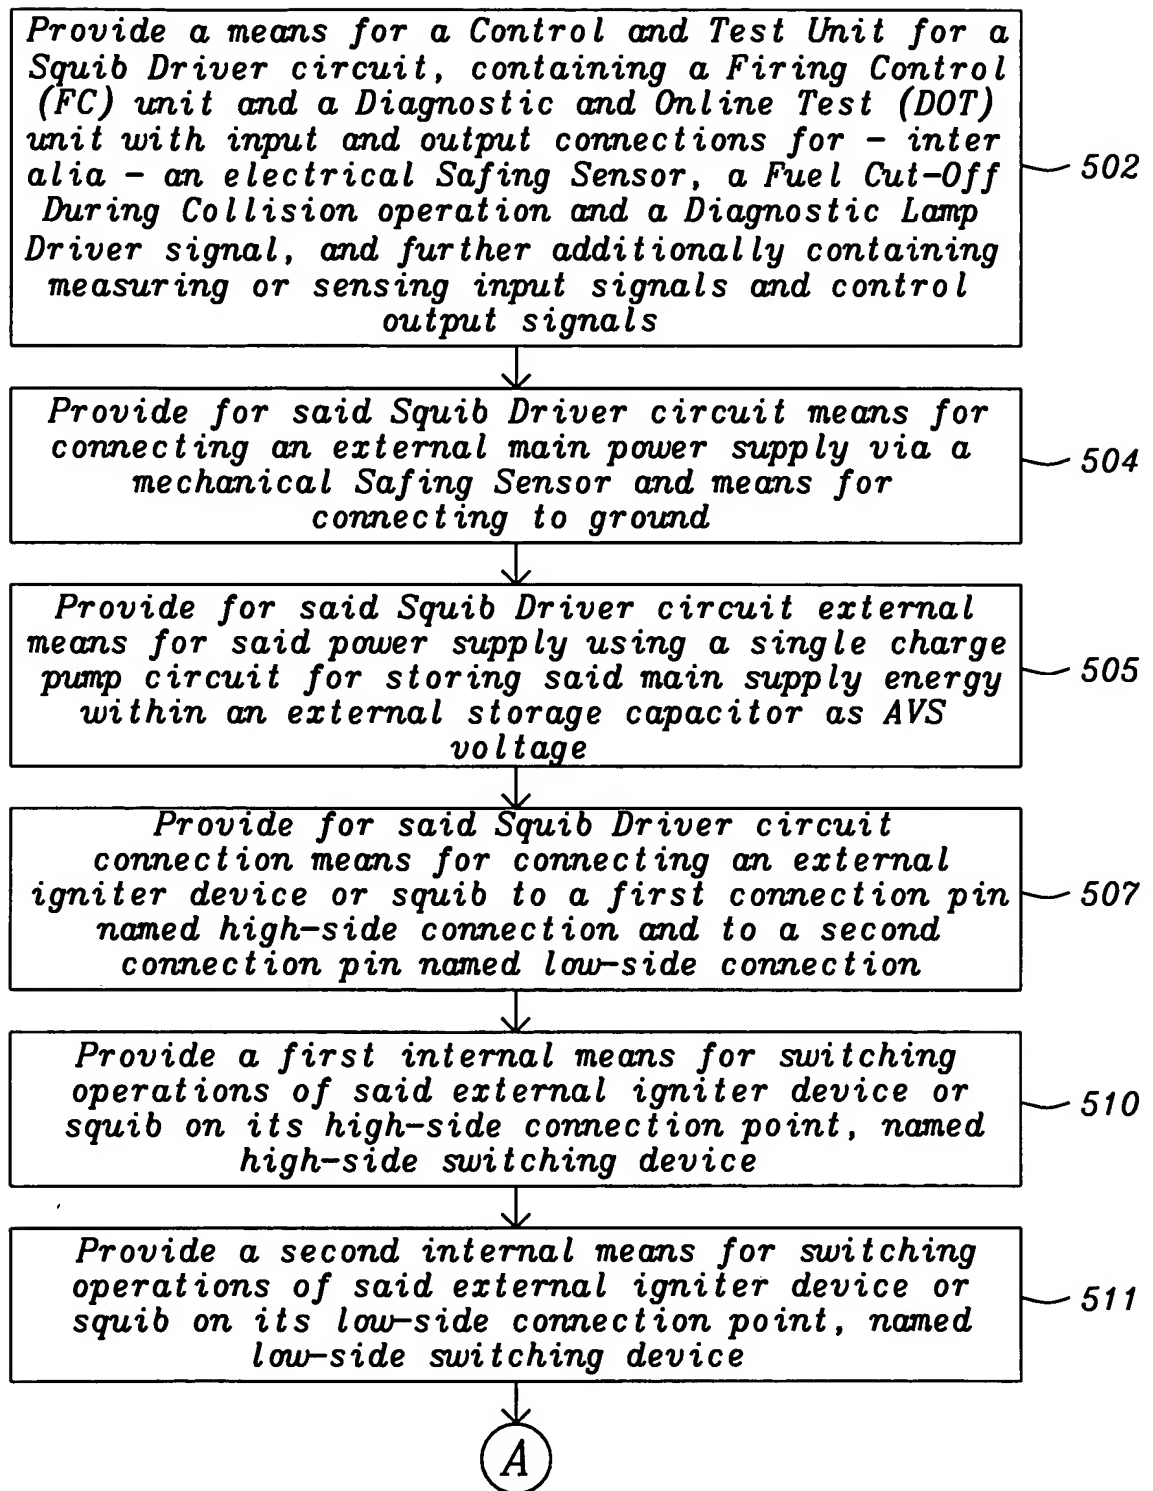 Provide a means for a Control and Test Unit for a
Squib Driver circuit, containing a Firing Control
(FC) unit and a Diagnostic and Online Test (DOT)
unit with input and output connections for - inter
alia - an electrical Safing Sensor, a Fuel Cut-Off
During Collision operation and a Diagnostic Lamp
Driver signal, and further additionally containing
measuring or sensing input signals and control
output signals
502
Provide for said Squib Driver circuit means for
connecting an external main power supply via a
mechanical Safing Sensor and means for
connecting to ground
504
Provide for said Squib Driver circuit external
means for said power supply using a single charge
pump circuit for storing said main supply energy
within an external storage capacitor as AVS
voltage
505
Provide for said Squib Driver circuit
connection means for connecting an external
igniter device or squib to a first connection pin
named high-side connection and to a second
connection pin named low-side connection
507
Provide a first internal means for switching
operations of said external igniter device or
squib on its high-side connection point, named
high-side switching device
510
Provide a second internal means for switching
operations of said external igniter device or
squib on its low-side connection point, named
low-side switching device
511
A